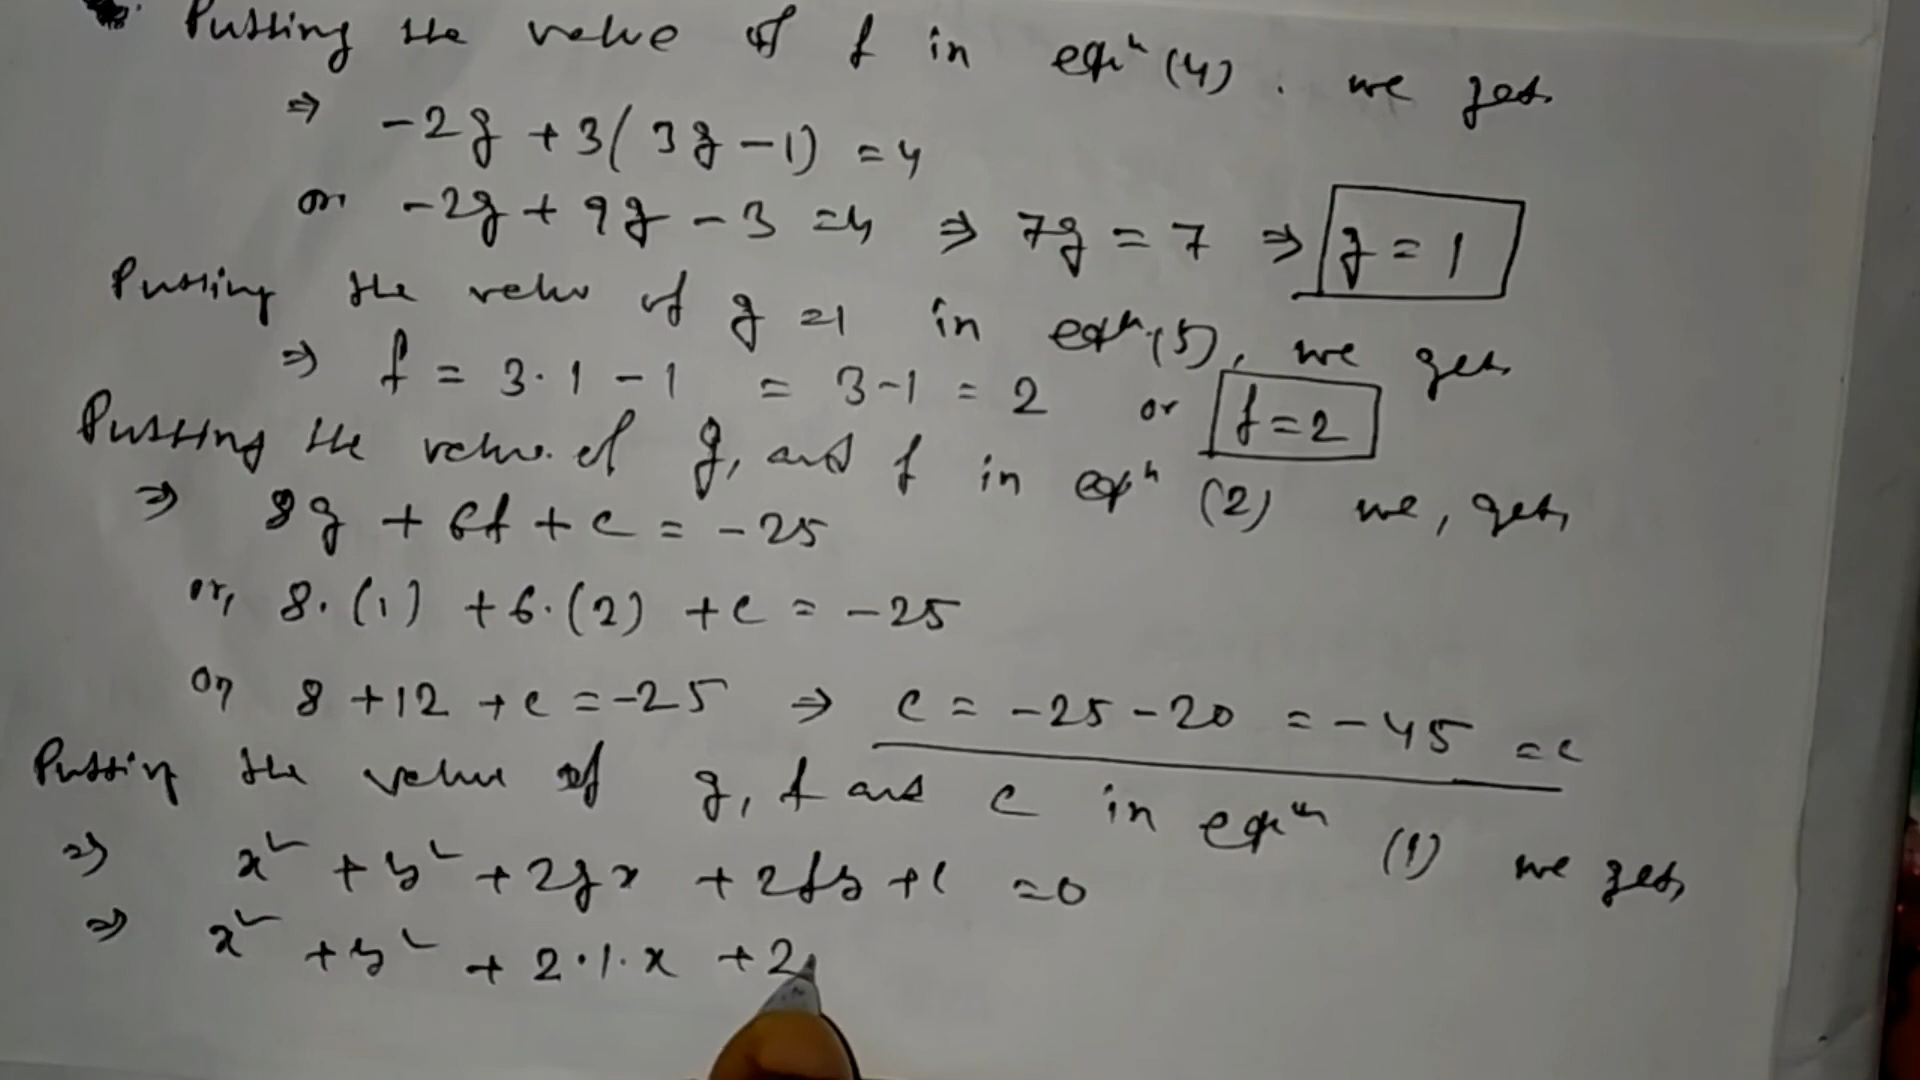 Putting the value of f in eqⁿ (4). we get,
⇒ -2g + 3(3g - 1) = 4
or -2g + 9g - 3 = 4 ⇒ 7g = 7 ⇒ g = 1
Putting the value of g = 1 in eqⁿ (5), we get,
⇒ f = 3·1 - 1 = 3 - 1 = 2 or f = 2
Putting the value of g, and f in eqⁿ (2) we, get,
⇒ 8g + 6f + c = -25
or, 8·(1) + 6·(2) + c = -25
or 8 + 12 + c = -25 ⇒ c = -25 - 20 = -45 = c
Putting the value of g, f and c in eqⁿ (1) we get,
⇒ x² + y² + 2gx + 2fy + c = 0
⇒ x² + y² + 2·1·x + 2